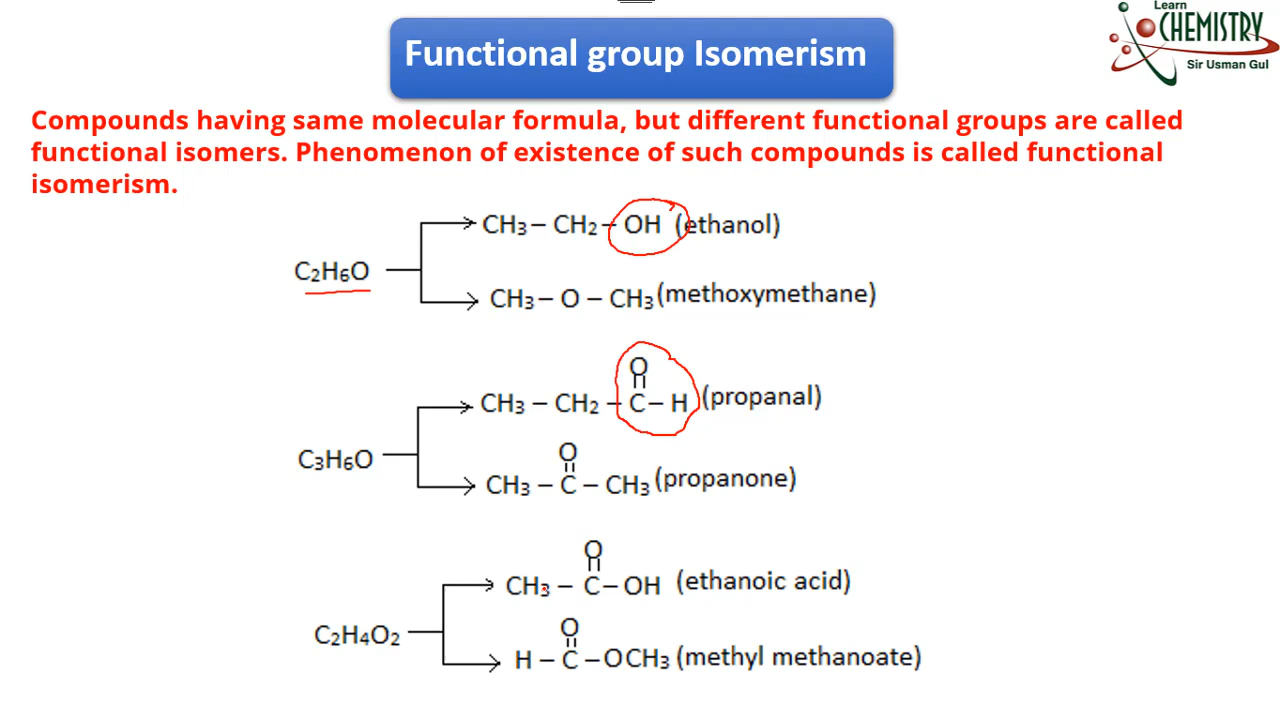 Learn
CHEMISTRY
Sir Usman Gul
Functional group Isomerism
Compounds having same molecular formula, but different functional groups are called
functional isomers. Phenomenon of existence of such compounds is called functional
isomerism.
CH3 – CH2 – OH (ethanol)
C2H6O
CH3 – O – CH3 (methoxymethane)
O
CH3 – CH2 – C – H (propanal)
C3H6O
O
CH3 – C – CH3 (propanone)
O
CH3 – C – OH (ethanoic acid)
C2H4O2
O
H – C – OCH3 (methyl methanoate)